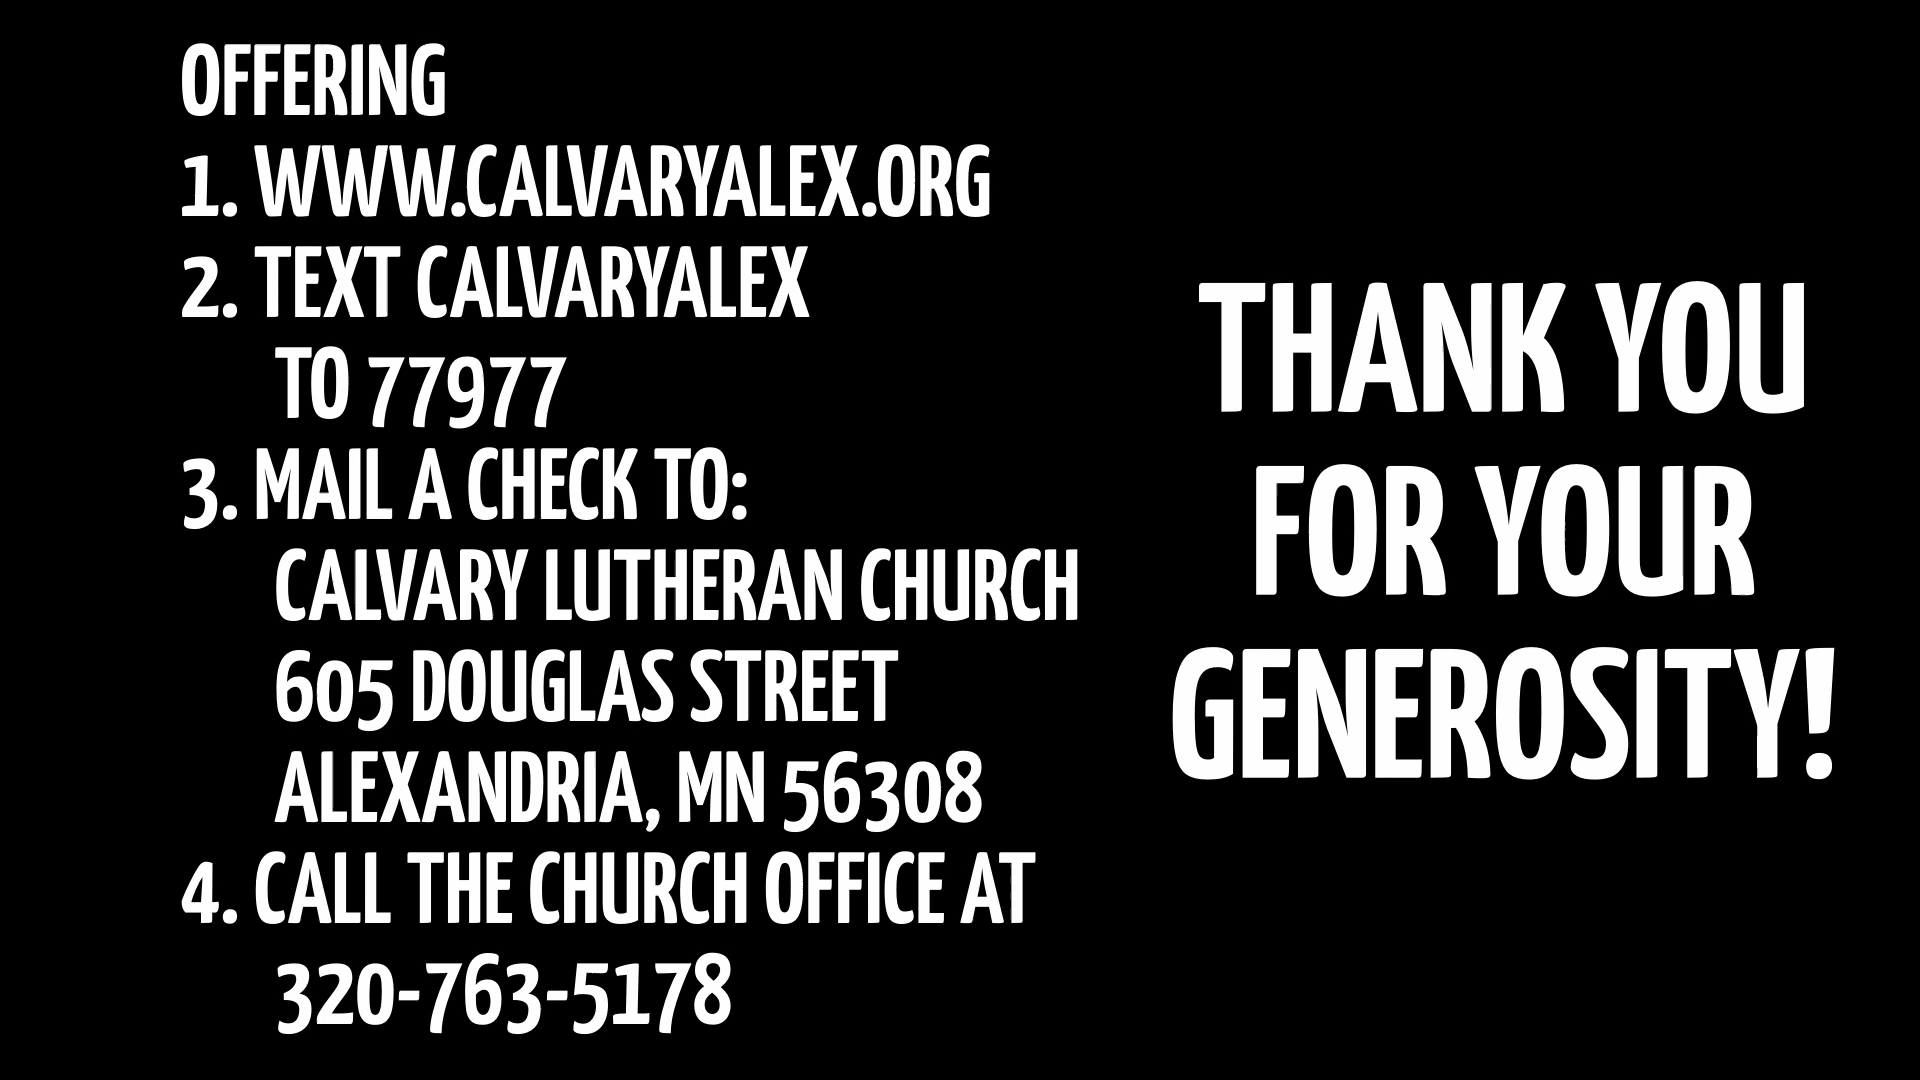 OFFERING
1. WWW.CALVARYALEX.ORG
2. TEXT CALVARYALEX
TO 77977
3. MAIL A CHECK TO:
CALVARY LUTHERAN CHURCH
605 DOUGLAS STREET
ALEXANDRIA, MN 56308
4. CALL THE CHURCH OFFICE AT
320-763-5178
THANK YOU
FOR YOUR
GENEROSITY!